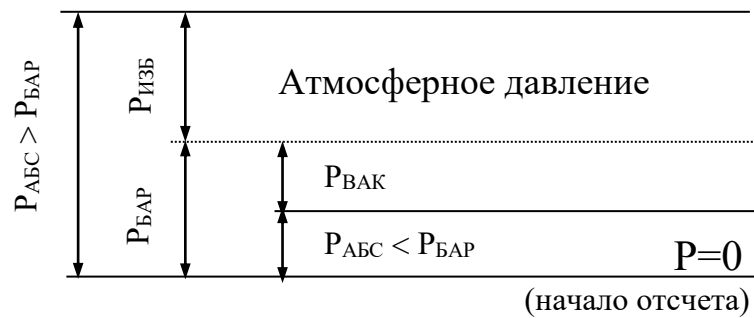 P_АБС > P_БАР
P_ИЗБ
Атмосферное давление
P_БАР
P_ВАК
P_АБС < P_БАР
P=0
(начало отсчета)